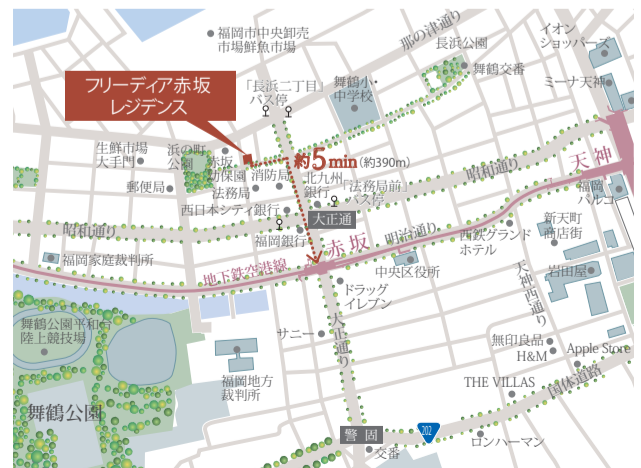 福岡市中央卸売
市場鮮魚市場
那の津通り
長浜公園
イオン
ショッパーズ
フリーディア赤坂
レジデンス
「長浜二丁目」
バス停
舞鶴小・
中学校
舞鶴交番
ミーナ天神
生鮮市場
大手門
浜の町
公園
赤坂
幼保園
消防局
約5min(約390m)
天神
郵便局
法務局
北九州
銀行
「法務局前」
バス停
昭和通り
福岡
パルコ
西日本シティ銀行
大正通
昭和通り
福岡銀行
赤坂
明治通り
西鉄グランド
ホテル
新天町
商店街
福岡家庭裁判所
地下鉄空港線
中央区役所
天神西通り
岩田屋
ドラッグ
イレブン
舞鶴公園平和台
陸上競技場
サニー
大正通り
無印良品
H&M
Apple Store
福岡地方
裁判所
THE VILLAS
国体道路
舞鶴公園
警固
202
交番
ロンハーマン